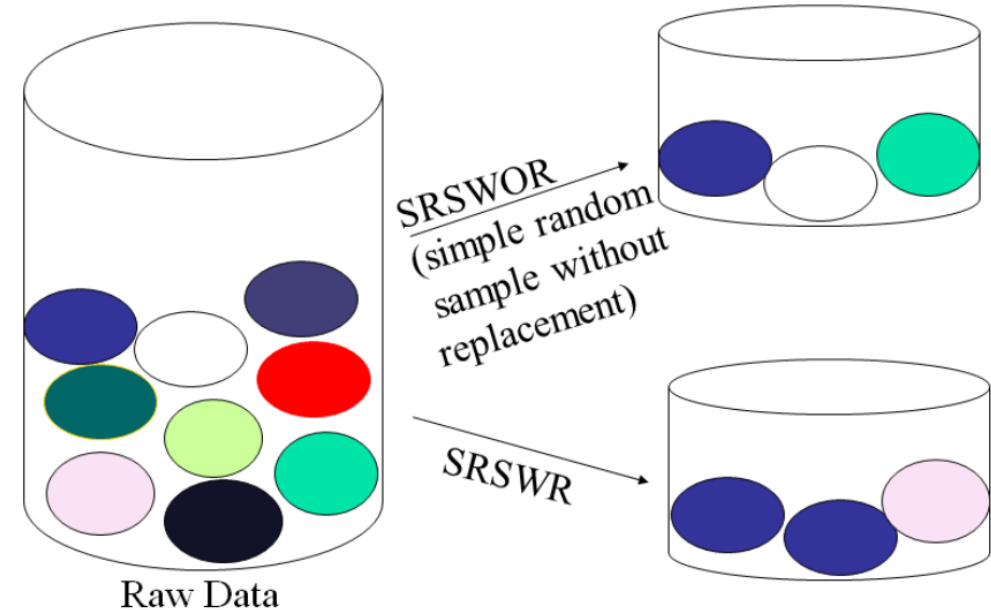 SRSWOR
(simple random
sample without
replacement)
SRSWR
Raw Data